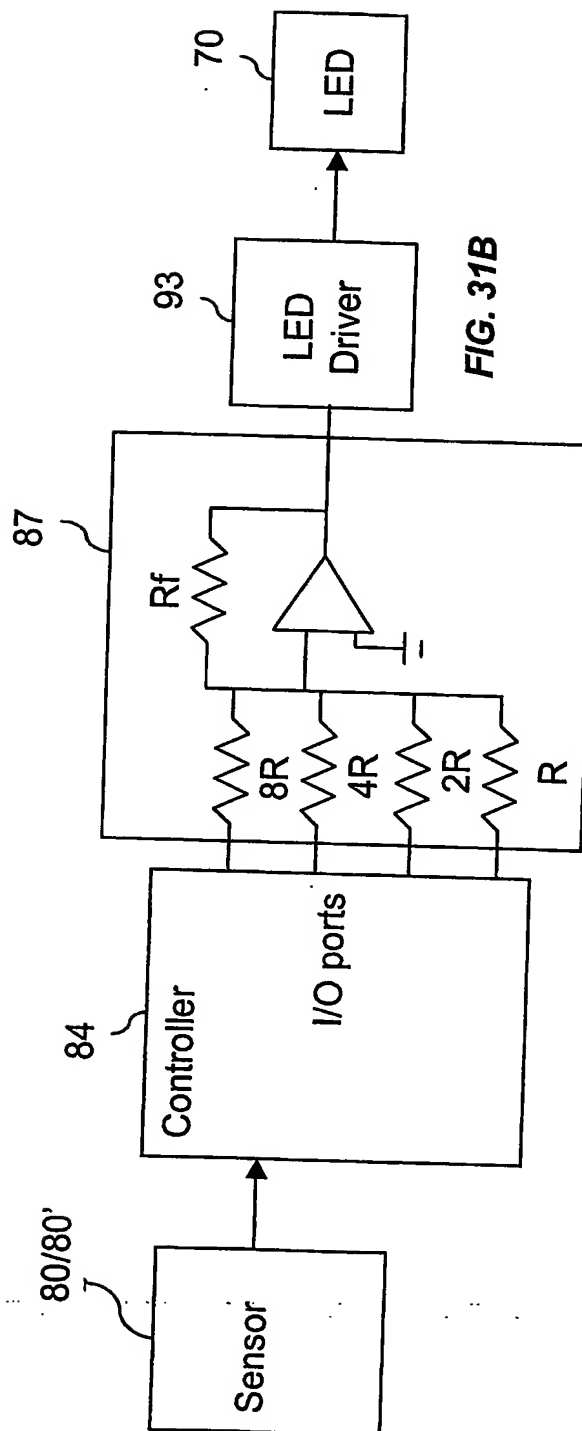 80/80'
Sensor
84
Controller
I/O ports
87
8R
4R
2R
R
Rf
93
LED
Driver
70
LED
FIG. 31B